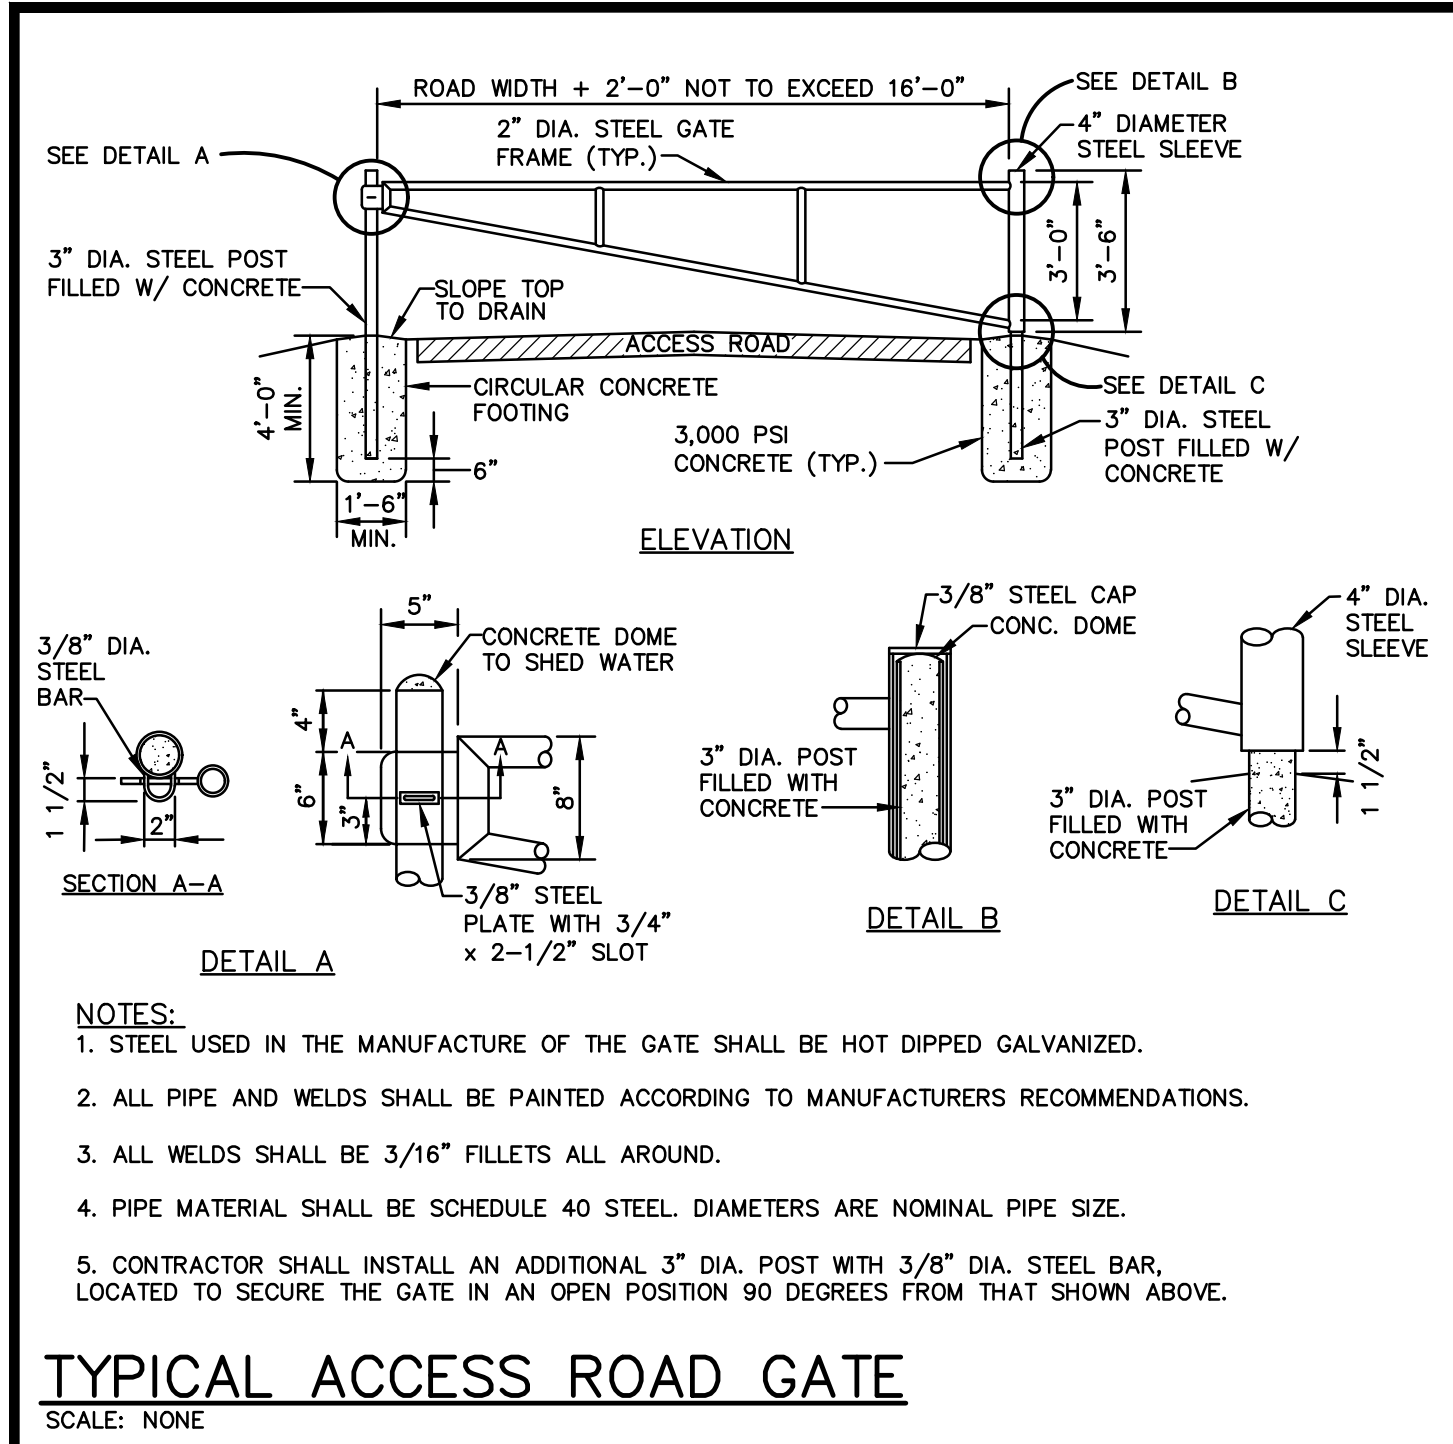 ROAD WIDTH + 2'-0" NOT TO EXCEED 16'-0"
SEE DETAIL B
2" DIA. STEEL GATE
FRAME (TYP.)
4" DIAMETER
STEEL SLEEVE
SEE DETAIL A
3'-0"
3'-6"
3" DIA. STEEL POST
FILLED W/ CONCRETE
SLOPE TOP
TO DRAIN
ACCESS ROAD
4'-0"
MIN.
CIRCULAR CONCRETE
FOOTING
SEE DETAIL C
3,000 PSI
CONCRETE (TYP.)
3" DIA. STEEL
POST FILLED W/
CONCRETE
6"
1'-6"
MIN.
ELEVATION
3/8" DIA.
STEEL
BAR
1 1/2"
2"
SECTION A-A
5"
CONCRETE DOME
TO SHED WATER
4"
A
A
6"
3"
8"
3/8" STEEL
PLATE WITH 3/4"
x 2-1/2" SLOT
DETAIL A
3/8" STEEL CAP
CONC. DOME
3" DIA. POST
FILLED WITH
CONCRETE
DETAIL B
4" DIA.
STEEL
SLEEVE
3" DIA. POST
FILLED WITH
CONCRETE
1 1/2"
DETAIL C
NOTES:
1. STEEL USED IN THE MANUFACTURE OF THE GATE SHALL BE HOT DIPPED GALVANIZED.
2. ALL PIPE AND WELDS SHALL BE PAINTED ACCORDING TO MANUFACTURERS RECOMMENDATIONS.
3. ALL WELDS SHALL BE 3/16" FILLETS ALL AROUND.
4. PIPE MATERIAL SHALL BE SCHEDULE 40 STEEL. DIAMETERS ARE NOMINAL PIPE SIZE.
5. CONTRACTOR SHALL INSTALL AN ADDITIONAL 3" DIA. POST WITH 3/8" DIA. STEEL BAR,
LOCATED TO SECURE THE GATE IN AN OPEN POSITION 90 DEGREES FROM THAT SHOWN ABOVE.
TYPICAL ACCESS ROAD GATE
SCALE: NONE